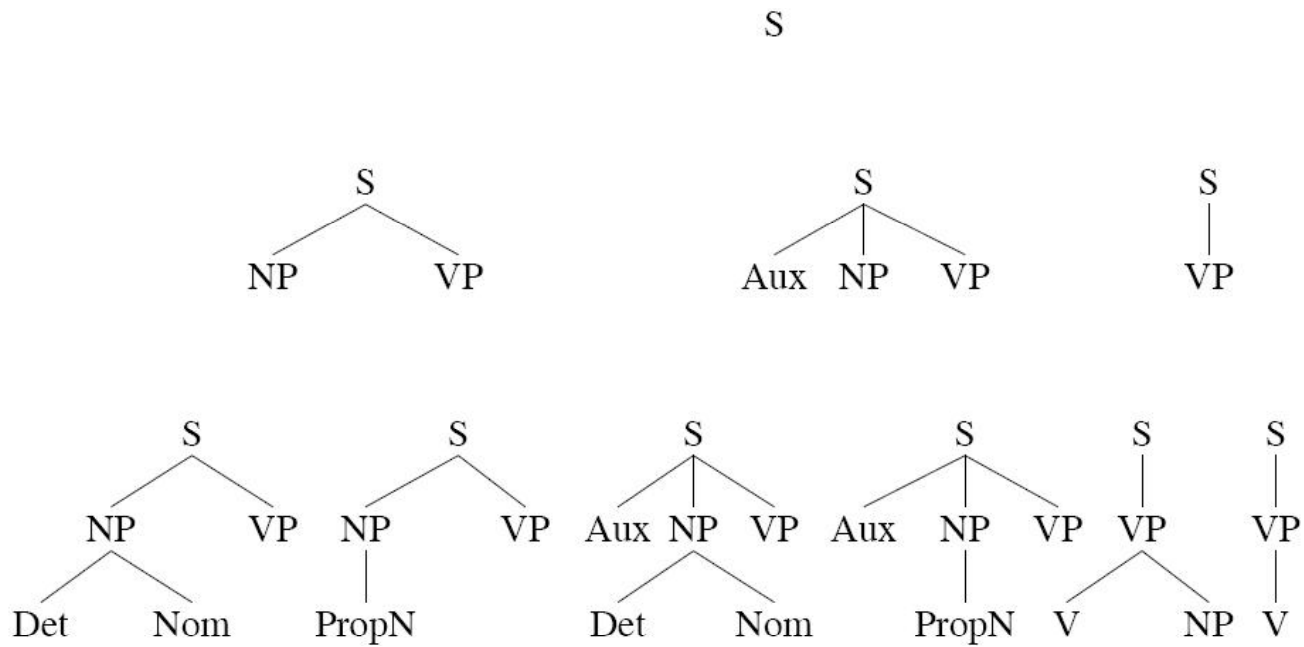 S
S S S
NP VP Aux NP VP VP
S S S S S S
NP VP NP VP Aux NP VP Aux NP VP VP VP
Det Nom PropN Det Nom PropN V NP V